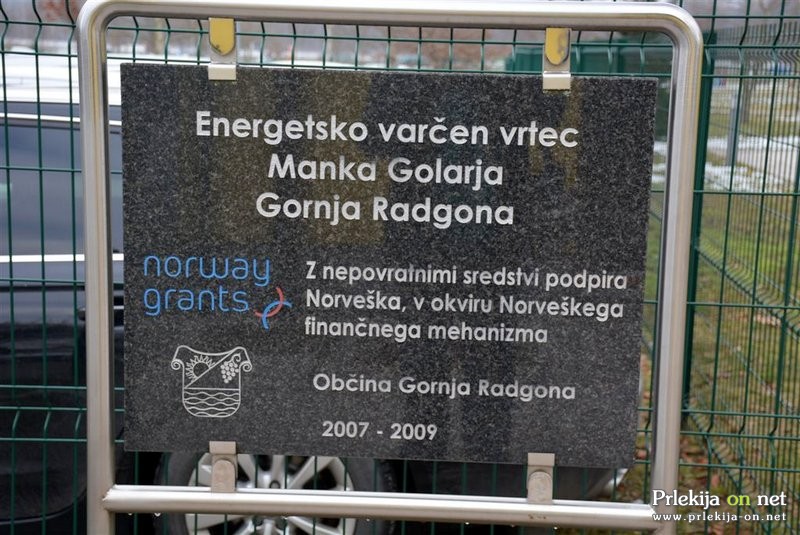 Energetsko varčen vrtec
Manka Golarja
Gornja Radgona
norway
grants
Z nepovratnimi sredstvi podpira
Norveška, v okviru Norveškega
finančnega mehanizma
Občina Gornja Radgona
2007 - 2009
Prlekija on net
www.prlekija-on.net